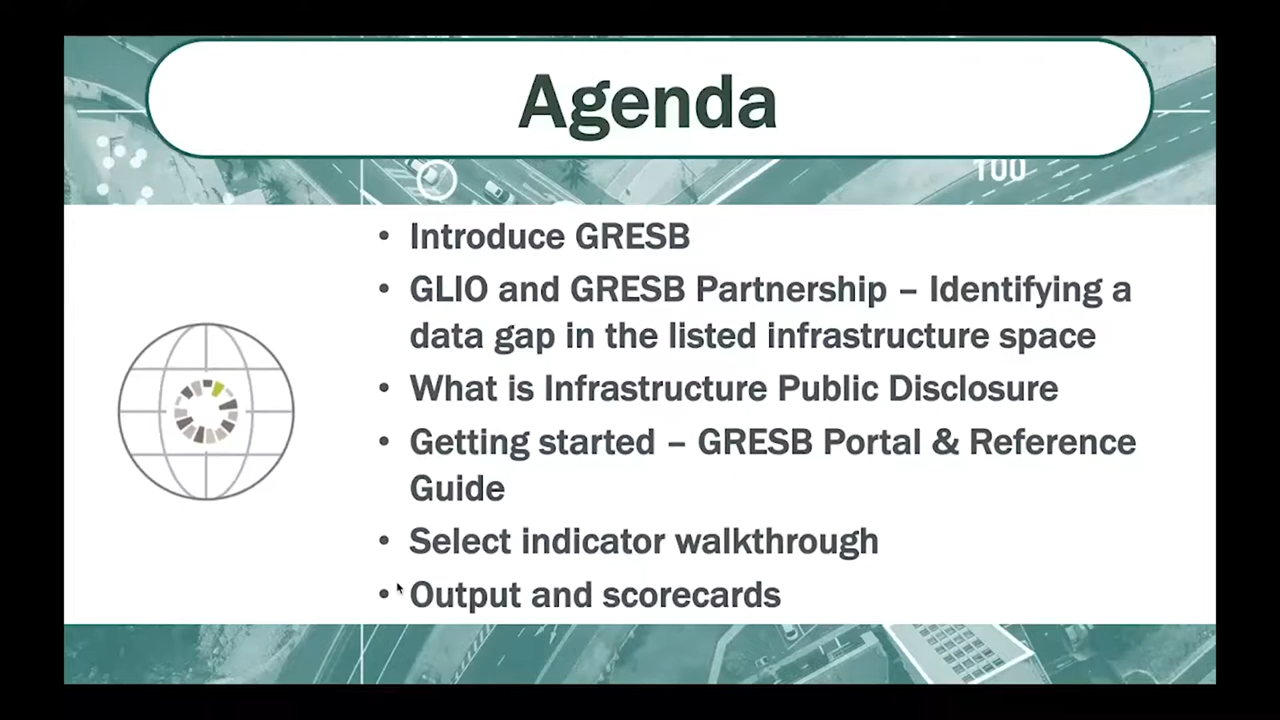 Agenda
100
• Introduce GRESB
• GLIO and GRESB Partnership – Identifying a
data gap in the listed infrastructure space
• What is Infrastructure Public Disclosure
• Getting started – GRESB Portal & Reference
Guide
• Select indicator walkthrough
• Output and scorecards